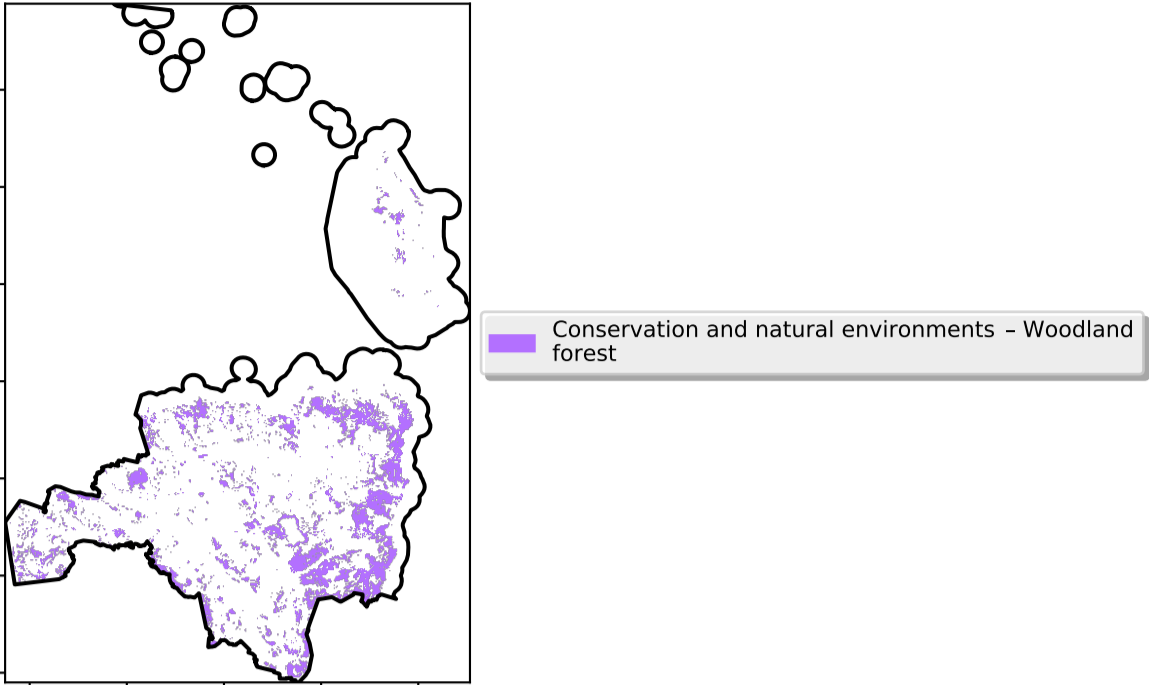 Conservation and natural environments – Woodland
forest